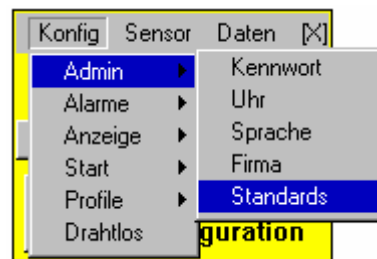 Konfig Sensor Daten [X]
Admin
Alarme
Anzeige
Start
Profile
Drahtlos
Kennwort
Uhr
Sprache
Firma
Standards
guration